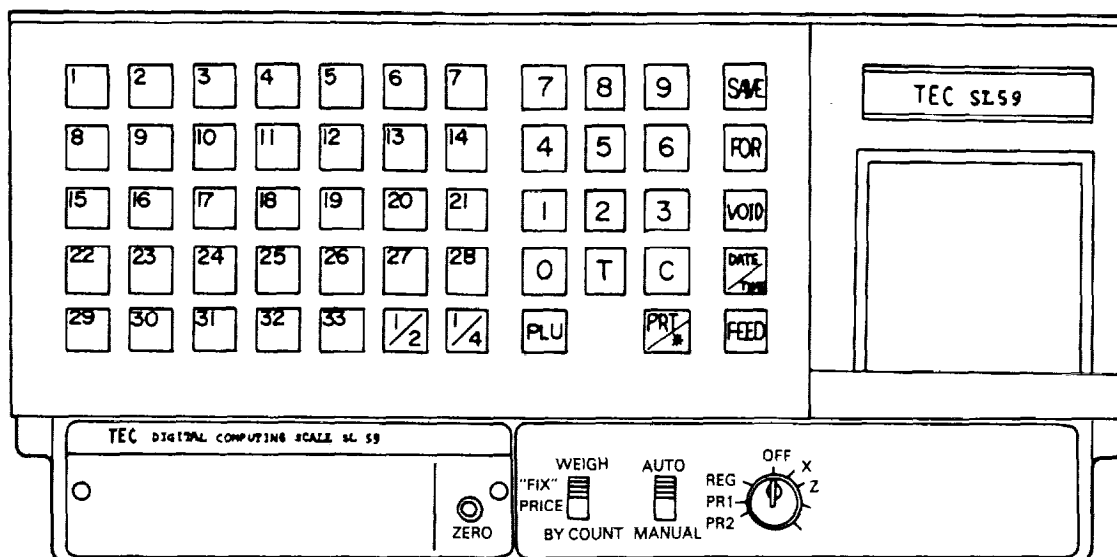 1 2 3 4 5 6 7 7 8 9 SAVE
TEC SL59
8 9 10 11 12 13 14 4 5 6 FOR
15 16 17 18 19 20 21 1 2 3 VOID
22 23 24 25 26 27 28 0 T C DATE/TIME
29 30 31 32 33 1/2 1/4 PLU PRT/* FEED
TEC DIGITAL COMPUTING SCALE SL 59
ZERO
WEIGH
"FIX"
PRICE
BY COUNT
AUTO
MANUAL
OFF
X
Z
REG
PR1
PR2